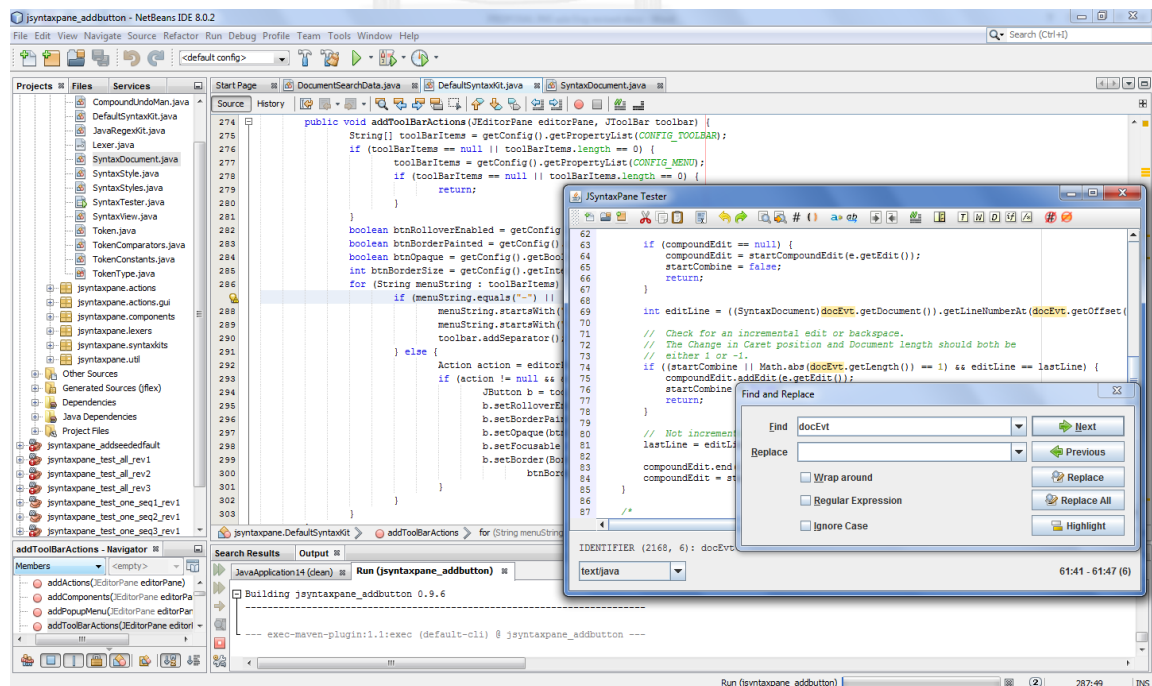 jsyntaxpane_addbutton - NetBeans IDE 8.0.2
File Edit View Navigate Source Refactor Run Debug Profile Team Tools Window Help
Search (Ctrl+I)
<default config>
Projects Files Services
CompoundUndoMan.java
DefaultSyntaxKit.java
JavaRegexKit.java
Lexer.java
SyntaxDocument.java
SyntaxStyle.java
SyntaxStyles.java
SyntaxTester.java
SyntaxView.java
Token.java
TokenComparators.java
TokenConstants.java
TokenType.java
jsyntaxpane.actions
jsyntaxpane.actions.gui
jsyntaxpane.components
jsyntaxpane.lexers
jsyntaxpane.syntaxkits
jsyntaxpane.util
Other Sources
Generated Sources (jflex)
Dependencies
Java Dependencies
Project Files
jsyntaxpane_addseededfault
jsyntaxpane_test_all_rev1
jsyntaxpane_test_all_rev2
jsyntaxpane_test_all_rev3
jsyntaxpane_test_one_seq1_rev1
jsyntaxpane_test_one_seq2_rev1
jsyntaxpane_test_one_seq3_rev1
Start Page DocumentSearchData.java DefaultSyntaxKit.java SyntaxDocument.java
Source History
274 public void addToolBarActions(JEditorPane editorPane, JToolBar toolbar) {
275 String[] toolBarItems = getConfig().getPropertyList(CONFIG_TOOLBAR);
276 if (toolBarItems == null || toolBarItems.length == 0) {
277 toolBarItems = getConfig().getPropertyList(CONFIG_MENU);
278 if (toolBarItems == null || toolBarItems.length == 0) {
279 return;
280 }
281 }
282 boolean btnRolloverEnabled = getConfig
283 boolean btnBorderPainted = getConfig().
284 boolean btnOpaque = getConfig().getBoo
285 int btnBorderSize = getConfig().getInte
286 for (String menuString : toolBarItems)
if (menuString.equals("-") ||
288 menuString.startsWith("
289 menuString.startsWith("
290 toolbar.addSeparator();
291 } else {
292 Action action = editorP
293 if (action != null && a
294 JButton b = too
295 b.setRolloverEn
296 b.setBorderPai
297 b.setOpaque(btn
298 b.setFocusable
299 b.setBorder(Bor
300 btnBor
301 }
302 }
303 }
jsyntaxpane.DefaultSyntaxKit addToolBarActions for (String menuString
JSyntaxPane Tester
62
63 if (compoundEdit == null) {
64 compoundEdit = startCompoundEdit(e.getEdit());
65 startCombine = false;
66 return;
67 }
68
69 int editLine = ((SyntaxDocument)docEvt.getDocument()).getLineNumberAt(docEvt.getOffset(
70
71 // Check for an incremental edit or backspace.
72 // The Change in Caret position and Document length should both be
73 // either 1 or -1.
74 if ((startCombine || Math.abs(docEvt.getLength()) == 1) && editLine == lastLine) {
75 compoundEdit.addEdit(e.getEdit());
76 startCombine
77 return;
78 }
79
80 // Not increment
81 lastLine = editLi
82
83 compoundEdit.end(
84 compoundEdit = st
85 }
86
87 /*
IDENTIFIER (2168, 6): docEvt
text/java
61:41 - 61:47 (6)
Find and Replace
Find docEvt Next
Replace Previous
Wrap around Replace
Regular Expression Replace All
Ignore Case Highlight
addToolBarActions - Navigator
Members <empty>
addActions(JEditorPane editorPane)
addComponents(JEditorPane editorPa
addPopupMenu(JEditorPane editorPan
addToolBarActions(JEditorPane editorl
Search Results Output
JavaApplication14 (clean) Run (jsyntaxpane_addbutton)
Building jsyntaxpane_addbutton 0.9.6
------------------------------------------------------------------------
--- exec-maven-plugin:1.1:exec (default-cli) @ jsyntaxpane_addbutton ---
Run (jsyntaxpane_addbutton) 2 287:49 INS